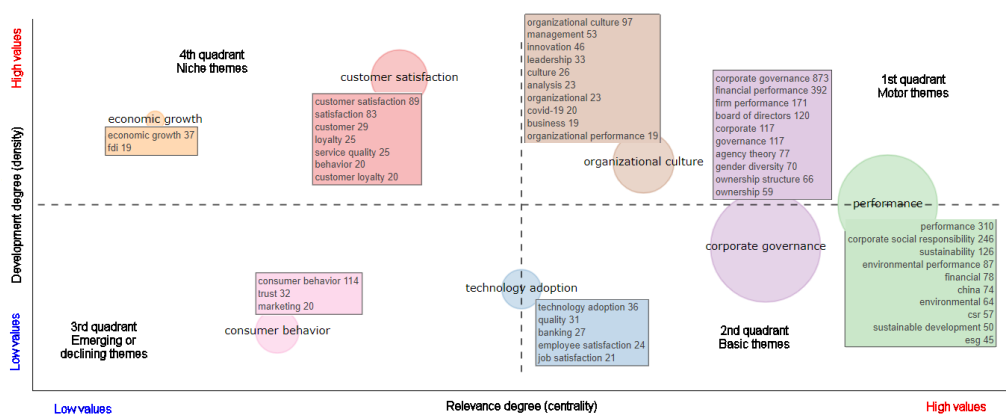 High values
Development degree (density)
Low values
4th quadrant
Niche themes
economic growth
economic growth 37
fdi 19
customer satisfaction
customer satisfaction 89
satisfaction 83
customer 29
loyalty 25
service quality 25
behavior 20
customer loyalty 20
organizational culture 97
management 53
innovation 46
leadership 33
culture 26
analysis 23
organizational 23
covid-19 20
business 19
organizational performance 19
organizational culture
corporate governance 873
financial performance 392
firm performance 171
board of directors 120
corporate 117
governance 117
agency theory 77
gender diversity 70
ownership structure 66
ownership 59
1st quadrant
Motor themes
performance
corporate governance
performance 310
corporate social responsibility 246
sustainability 126
environmental performance 87
financial 78
china 74
environmental 64
csr 57
sustainable development 50
esg 45
consumer behavior 114
trust 32
marketing 20
consumer behavior
3rd quadrant
Emerging or
declining themes
technology adoption
technology adoption 36
quality 31
banking 27
employee satisfaction 24
job satisfaction 21
2nd quadrant
Basic themes
Low values
Relevance degree (centrality)
High values